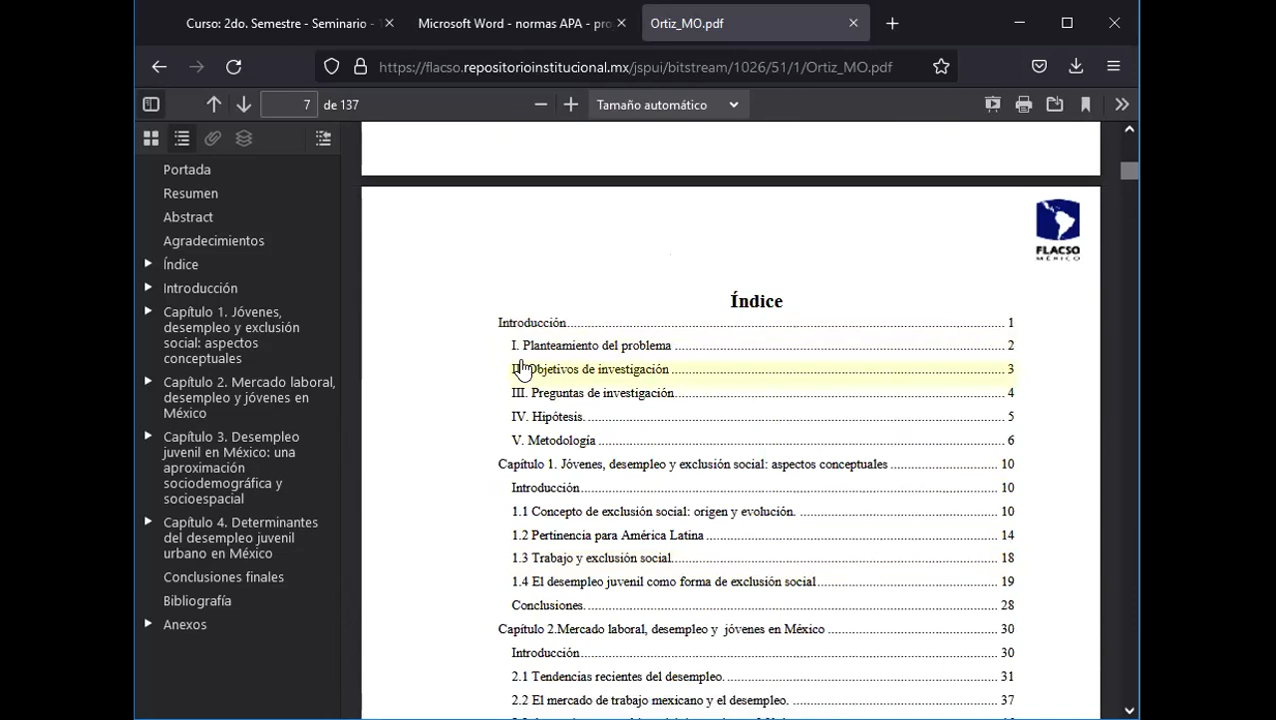 Curso: 2do. Semestre - Seminario -
Microsoft Word - normas APA - pro
Ortiz_MO.pdf
https://flacso.repositorioinstitucional.mx/jspui/bitstream/1026/51/1/Ortiz_MO.pdf
7 de 137
Tamaño automático
Portada
Resumen
Abstract
Agradecimientos
Índice
Introducción
Capítulo 1. Jóvenes,
desempleo y exclusión
social: aspectos
conceptuales
Capítulo 2. Mercado laboral,
desempleo y jóvenes en
México
Capítulo 3. Desempleo
juvenil en México: una
aproximación
sociodemográfica y
socioespacial
Capítulo 4. Determinantes
del desempleo juvenil
urbano en México
Conclusiones finales
Bibliografía
Anexos
FLACSO
MÉXICO
Índice
Introducción 1
I. Planteamiento del problema 2
II. Objetivos de investigación 3
III. Preguntas de investigación 4
IV. Hipótesis. 5
V. Metodología 6
Capítulo 1. Jóvenes, desempleo y exclusión social: aspectos conceptuales 10
Introducción 10
1.1 Concepto de exclusión social: origen y evolución. 10
1.2 Pertinencia para América Latina 14
1.3 Trabajo y exclusión social. 18
1.4 El desempleo juvenil como forma de exclusión social 19
Conclusiones. 28
Capítulo 2.Mercado laboral, desempleo y jóvenes en México 30
Introducción 30
2.1 Tendencias recientes del desempleo. 31
2.2 El mercado de trabajo mexicano y el desempleo. 37